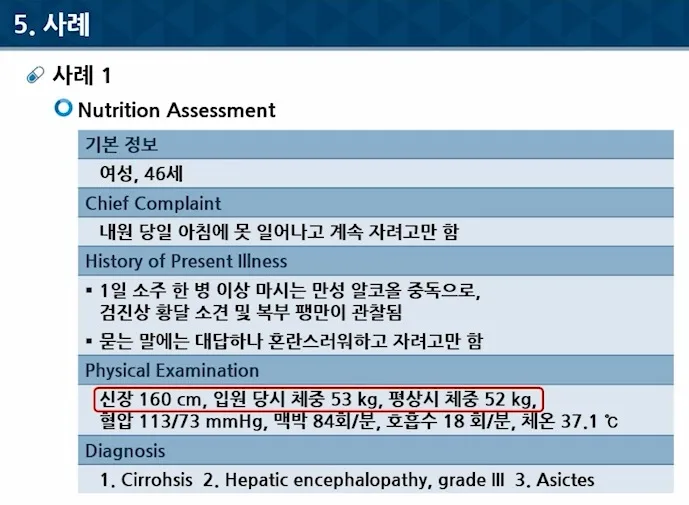 5. 사례
사례 1
Nutrition Assessment
기본 정보
여성, 46세
Chief Complaint
내원 당일 아침에 못 일어나고 계속 자려고만 함
History of Present Illness
▪ 1일 소주 한 병 이상 마시는 만성 알코올 중독으로,
검진상 황달 소견 및 복부 팽만이 관찰됨
▪ 묻는 말에는 대답하나 혼란스러워하고 자려고만 함
Physical Examination
신장 160 cm, 입원 당시 체중 53 kg, 평상시 체중 52 kg,
혈압 113/73 mmHg, 맥박 84회/분, 호흡수 18 회/분, 체온 37.1 ℃
Diagnosis
1. Cirrohsis 2. Hepatic encephalopathy, grade III 3. Asictes